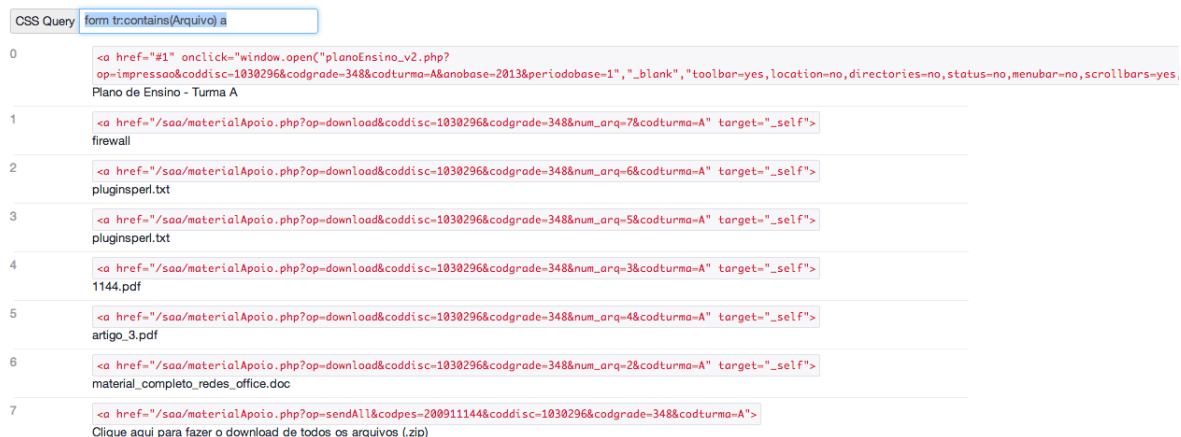 CSS Query form tr:contains(Arquivo) a
0 <a href="#1" onclick="window.open("planoEnsino_v2.php?
op=impressao&coddisc=1030296&codgrade=348&codturma=A&anobase=2013&periodobase=1","_blank","toolbar=yes,location=no,directories=no,status=no,menubar=no,scrollbars=yes,
Plano de Ensino - Turma A
1 <a href="/saa/materialApoio.php?op=download&coddisc=1030296&codgrade=348&num_arq=7&codturma=A" target="_self">
firewall
2 <a href="/saa/materialApoio.php?op=download&coddisc=1030296&codgrade=348&num_arq=6&codturma=A" target="_self">
pluginsperl.txt
3 <a href="/saa/materialApoio.php?op=download&coddisc=1030296&codgrade=348&num_arq=5&codturma=A" target="_self">
pluginsperl.txt
4 <a href="/saa/materialApoio.php?op=download&coddisc=1030296&codgrade=348&num_arq=3&codturma=A" target="_self">
1144.pdf
5 <a href="/saa/materialApoio.php?op=download&coddisc=1030296&codgrade=348&num_arq=4&codturma=A" target="_self">
artigo_3.pdf
6 <a href="/saa/materialApoio.php?op=download&coddisc=1030296&codgrade=348&num_arq=2&codturma=A" target="_self">
material_completo_redes_office.doc
7 <a href="/saa/materialApoio.php?op=sendAll&codpes=200911144&coddisc=1030296&codgrade=348&codturma=A">
Clique aqui para fazer o download de todos os arquivos (.zip)